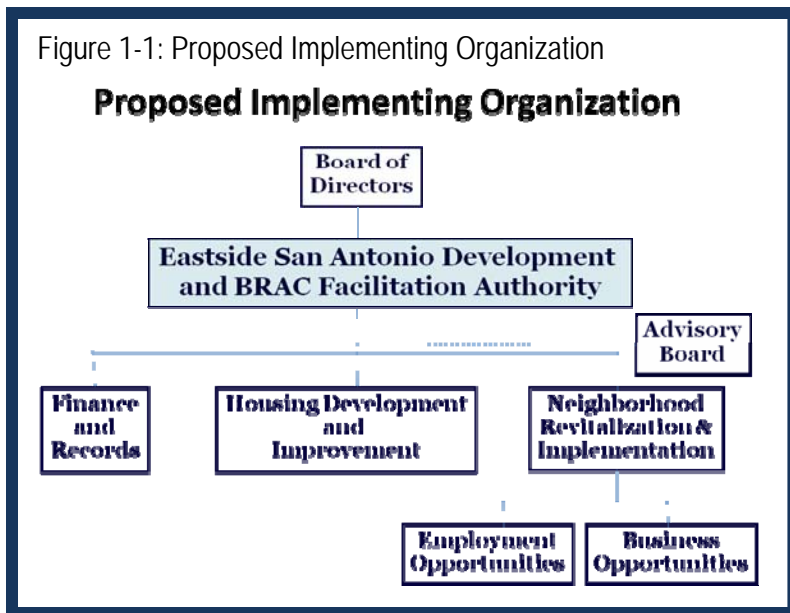 Figure 1-1: Proposed Implementing Organization
Proposed Implementing Organization
Board of
Directors
Eastside San Antonio Development
and BRAC Facilitation Authority
Advisory
Board
Finance
and
Records
Housing Development
and
Improvement
Neighborhood
Revitalization &
Implementation
Employment
Opportunities
Business
Opportunities